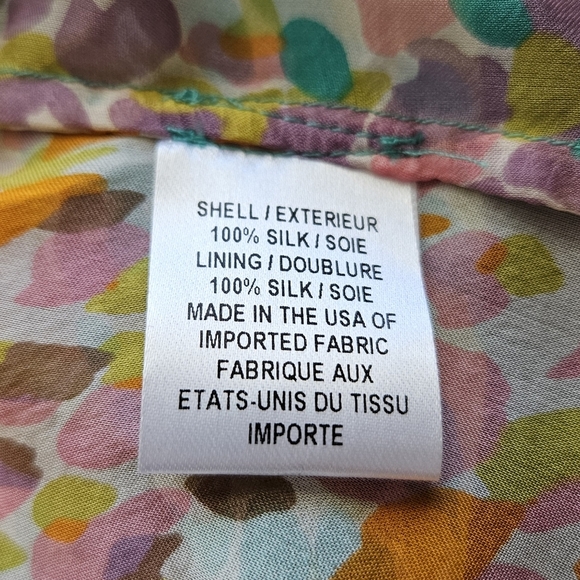 SHELL / EXTERIEUR
100% SILK / SOIE
LINING / DOUBLURE
100% SILK / SOIE
MADE IN THE USA OF
IMPORTED FABRIC
FABRIQUE AUX
ETATS-UNIS DU TISSU
IMPORTE